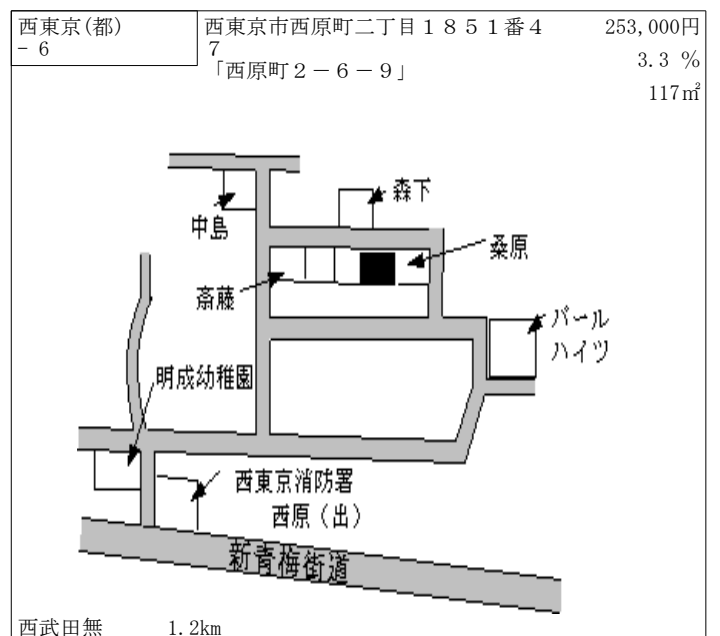 西東京(都)
- 6
西東京市西原町二丁目１８５１番４
7
「西原町２－６－９」
253,000円
3.3 %
117㎡
森下
中島
桑原
斎藤
パール
ハイツ
明成幼稚園
西東京消防署
西原（出）
新青梅街道
西武田無
1.2km